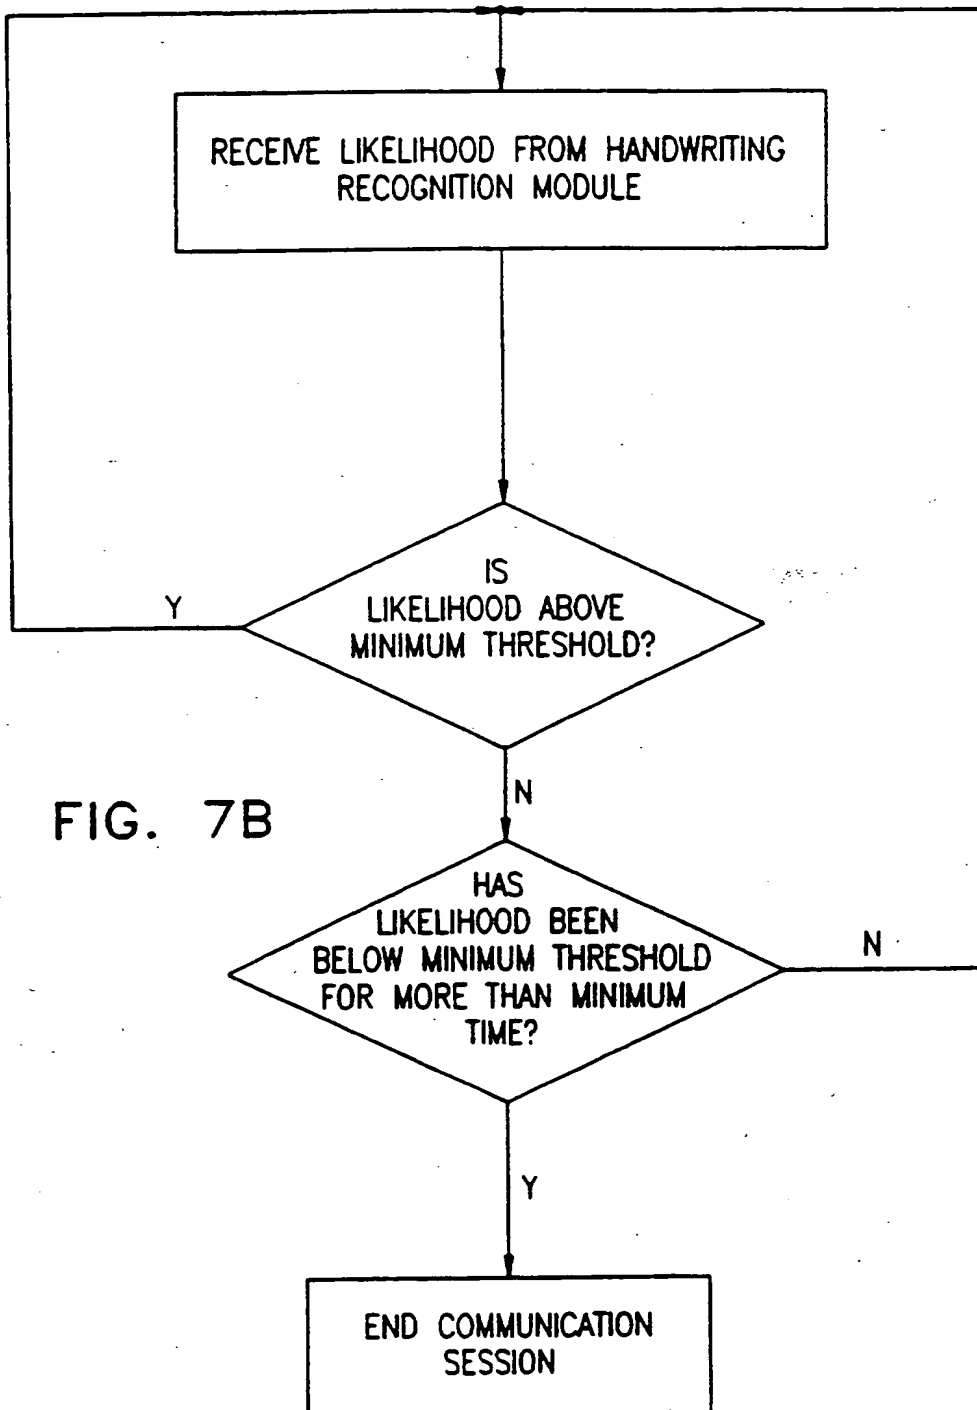 RECEIVE LIKELIHOOD FROM HANDWRITING
RECOGNITION MODULE
IS
LIKELIHOOD ABOVE
MINIMUM THRESHOLD?
Y
N
FIG. 7B
HAS
LIKELIHOOD BEEN
BELOW MINIMUM THRESHOLD
FOR MORE THAN MINIMUM
TIME?
N
Y
END COMMUNICATION
SESSION